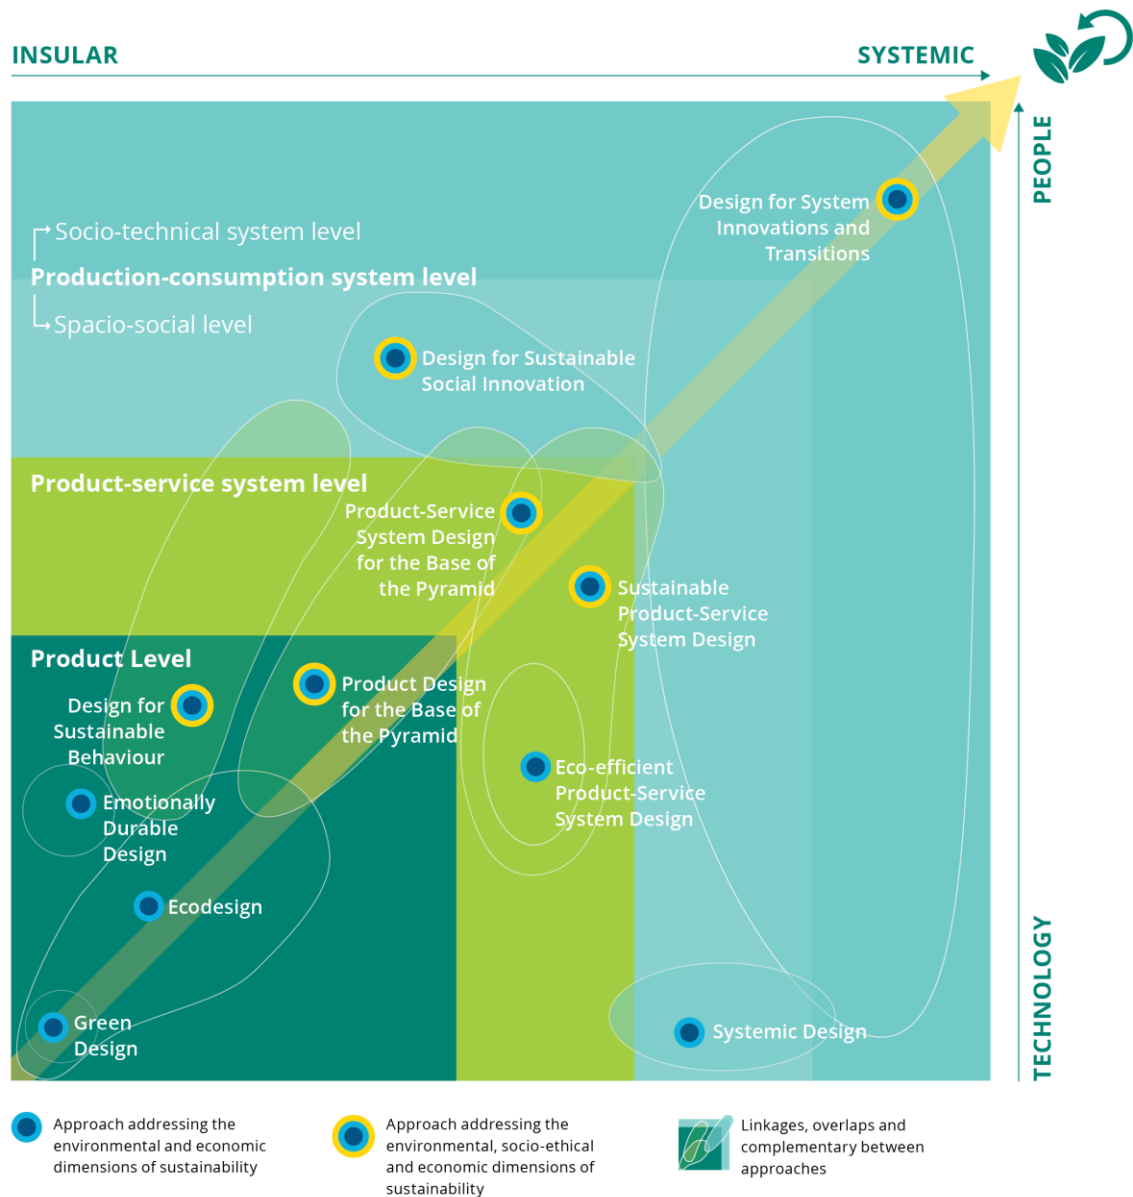 INSULAR
SYSTEMIC
PEOPLE
Design for System
Innovations and
Transitions
Socio-technical system level
Production-consumption system level
Spacio-social level
Design for Sustainable
Social Innovation
Product-service system level
Product-Service
System Design
for the Base of
the Pyramid
Sustainable
Product-Service
System Design
Product Level
Design for
Sustainable
Behaviour
Product Design
for the Base of
the Pyramid
Eco-efficient
Product-Service
System Design
Emotionally
Durable
Design
Ecodesign
Green
Design
Systemic Design
TECHNOLOGY
Approach addressing the
environmental and economic
dimensions of sustainability
Approach addressing the
environmental, socio-ethical
and economic dimensions of
sustainability
Linkages, overlaps and
complementary between
approaches